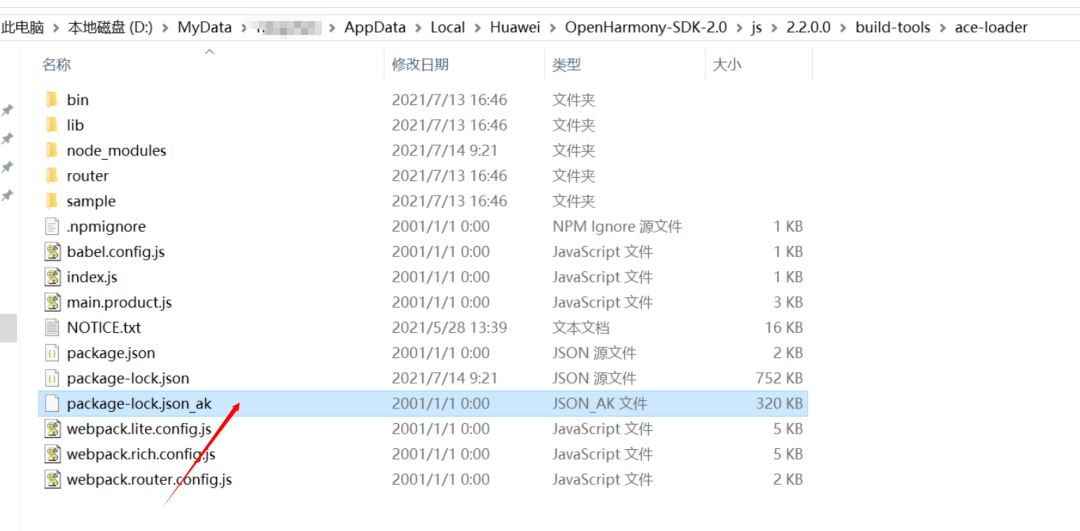 此电脑 > 本地磁盘 (D:) > MyData > > AppData > Local > Huawei > OpenHarmony-SDK-2.0 > js > 2.2.0.0 > build-tools > ace-loader
名称 修改日期 类型 大小
bin 2021/7/13 16:46 文件夹
lib 2021/7/13 16:46 文件夹
node_modules 2021/7/14 9:21 文件夹
router 2021/7/13 16:46 文件夹
sample 2021/7/13 16:46 文件夹
.npmignore 2001/1/1 0:00 NPM Ignore 源文件 1 KB
babel.config.js 2001/1/1 0:00 JavaScript 文件 1 KB
index.js 2001/1/1 0:00 JavaScript 文件 1 KB
main.product.js 2001/1/1 0:00 JavaScript 文件 3 KB
NOTICE.txt 2021/5/28 13:39 文本文档 16 KB
package.json 2001/1/1 0:00 JSON 源文件 2 KB
package-lock.json 2021/7/14 9:21 JSON 源文件 752 KB
package-lock.json_ak 2001/1/1 0:00 JSON_AK 文件 320 KB
webpack.lite.config.js 2001/1/1 0:00 JavaScript 文件 5 KB
webpack.rich.config.js 2001/1/1 0:00 JavaScript 文件 5 KB
webpack.router.config.js 2001/1/1 0:00 JavaScript 文件 2 KB